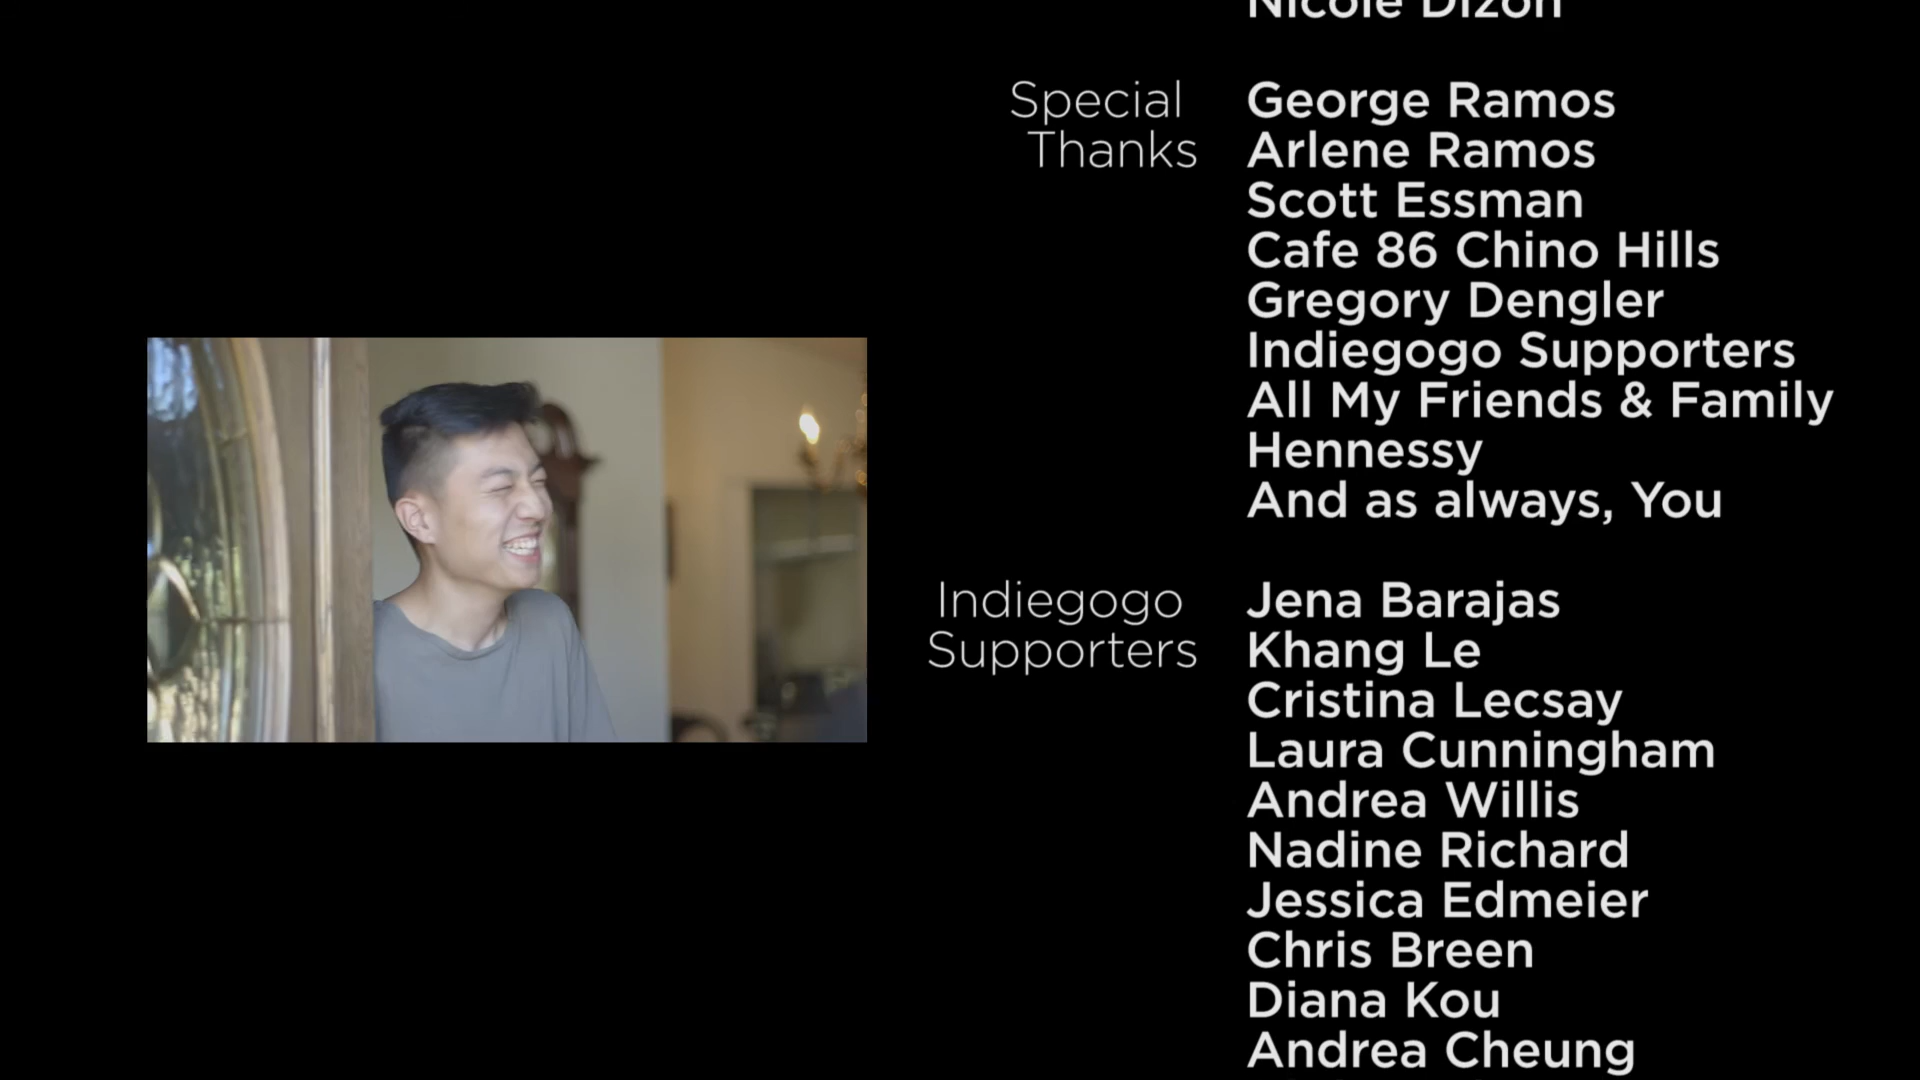 Nicole Dizon
Special Thanks
George Ramos
Arlene Ramos
Scott Essman
Cafe 86 Chino Hills
Gregory Dengler
Indiegogo Supporters
All My Friends & Family
Hennessy
And as always, You
Indiegogo Supporters
Jena Barajas
Khang Le
Cristina Lecsay
Laura Cunningham
Andrea Willis
Nadine Richard
Jessica Edmeier
Chris Breen
Diana Kou
Andrea Cheung